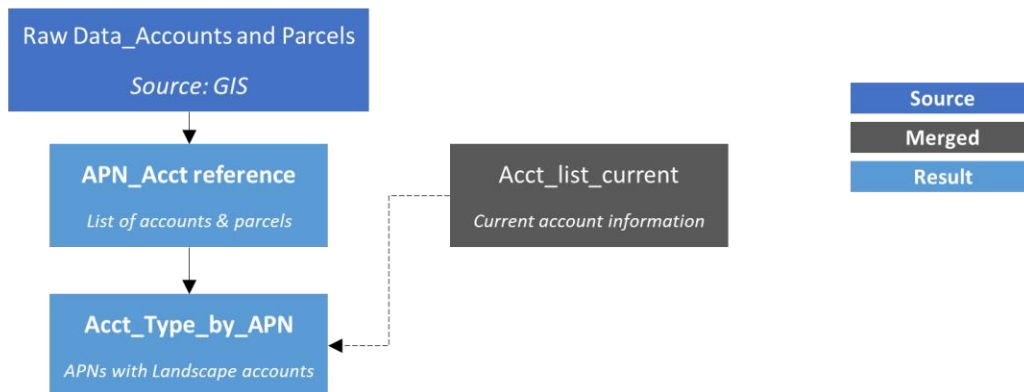 Raw Data_Accounts and Parcels
Source: GIS
APN_Acct reference
List of accounts & parcels
Acct_list_current
Current account information
Acct_Type_by_APN
APNs with Landscape accounts
Source
Merged
Result